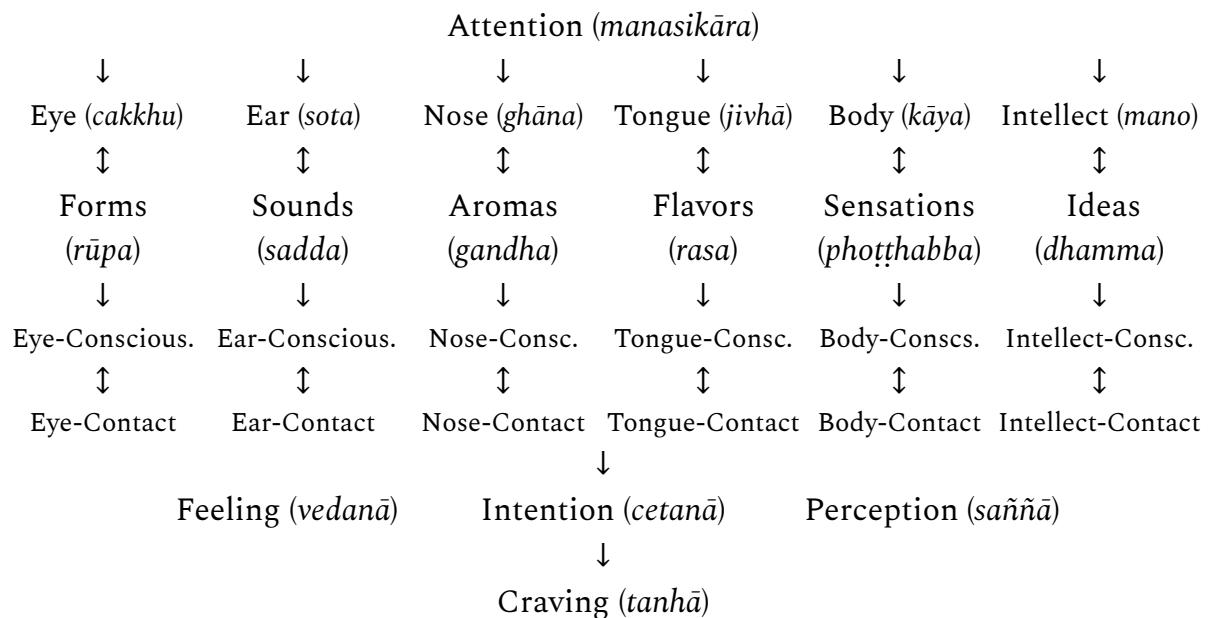 Attention (manasikāra)
↓ ↓ ↓ ↓ ↓ ↓
Eye (cakkhu) Ear (sota) Nose (ghāna) Tongue (jivhā) Body (kāya) Intellect (mano)
↕ ↕ ↕ ↕ ↕ ↕
Forms Sounds Aromas Flavors Sensations Ideas
(rūpa) (sadda) (gandha) (rasa) (phoṭṭhabba) (dhamma)
↓ ↓ ↓ ↓ ↓ ↓
Eye-Conscious. Ear-Conscious. Nose-Consc. Tongue-Consc. Body-Conscs. Intellect-Consc.
↕ ↕ ↕ ↕ ↕ ↕
Eye-Contact Ear-Contact Nose-Contact Tongue-Contact Body-Contact Intellect-Contact
↓
Feeling (vedanā) Intention (cetanā) Perception (saññā)
↓
Craving (tanhā)